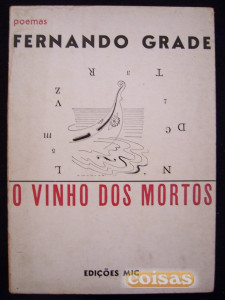 poemas
FERNANDO GRADE
O VINHO DOS MORTOS
EDIÇÕES MIC
coisas